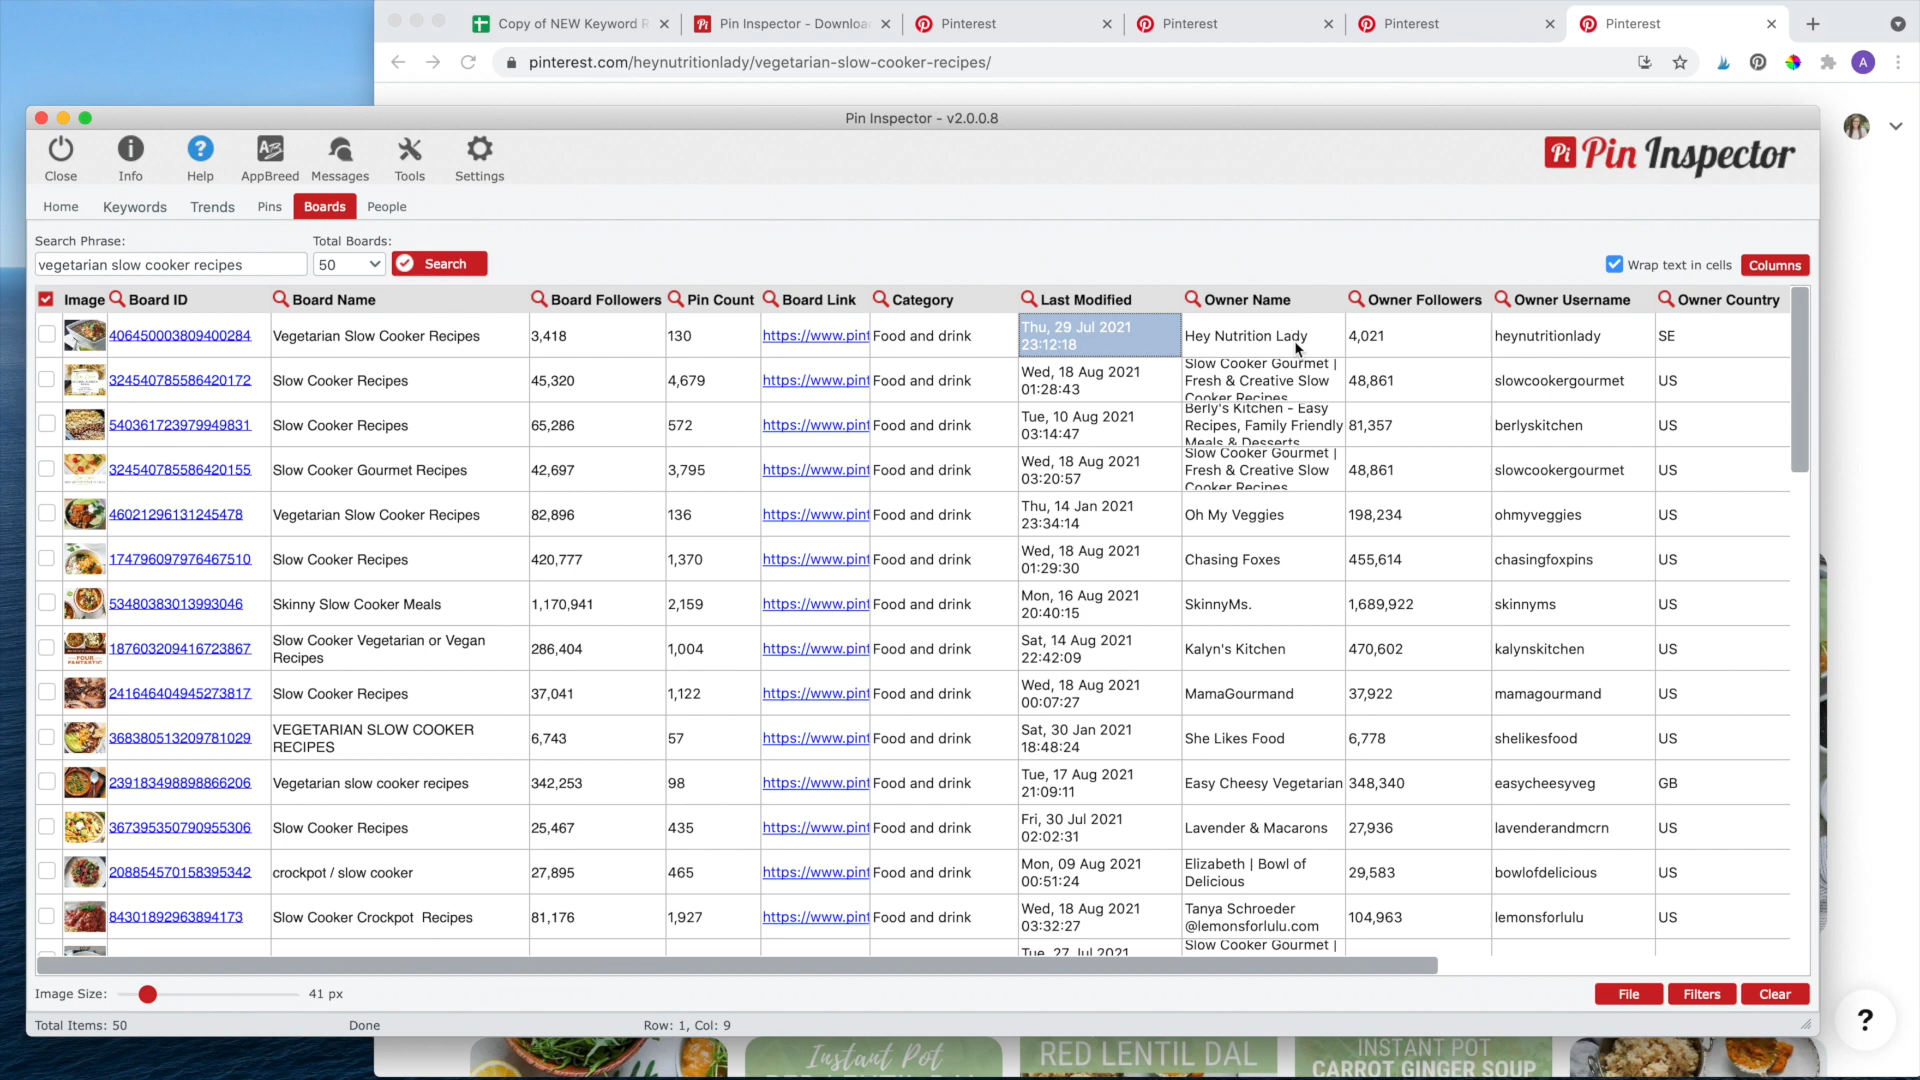 Copy of NEW Keyword R
Pin Inspector - Downloa
Pinterest
Pinterest
Pinterest
Pinterest
pinterest.com/heynutritionlady/vegetarian-slow-cooker-recipes/
A
Pin Inspector - v2.0.0.8
Close
Info
Help
AppBreed
Messages
Tools
Settings
Pi Pin Inspector
Home
Keywords
Trends
Pins
Boards
People
Search Phrase:
Total Boards:
vegetarian slow cooker recipes
50
Search
Wrap text in cells
Columns
Image Board ID Board Name Board Followers Pin Count Board Link Category Last Modified Owner Name Owner Followers Owner Username Owner Country
406450003809400284 Vegetarian Slow Cooker Recipes 3,418 130 https://www.pint Food and drink Thu, 29 Jul 2021 23:12:18 Hey Nutrition Lady 4,021 heynutritionlady SE
324540785586420172 Slow Cooker Recipes 45,320 4,679 https://www.pint Food and drink Wed, 18 Aug 2021 01:28:43 Slow Cooker Gourmet | Fresh & Creative Slow Cooker Recipes 48,861 slowcookergourmet US
540361723979949831 Slow Cooker Recipes 65,286 572 https://www.pint Food and drink Tue, 10 Aug 2021 03:14:47 Berly's Kitchen - Easy Recipes, Family Friendly Meals & Desserts 81,357 berlyskitchen US
324540785586420155 Slow Cooker Gourmet Recipes 42,697 3,795 https://www.pint Food and drink Wed, 18 Aug 2021 03:20:57 Slow Cooker Gourmet | Fresh & Creative Slow Cooker Recipes 48,861 slowcookergourmet US
46021296131245478 Vegetarian Slow Cooker Recipes 82,896 136 https://www.pint Food and drink Thu, 14 Jan 2021 23:34:14 Oh My Veggies 198,234 ohmyveggies US
174796097976467510 Slow Cooker Recipes 420,777 1,370 https://www.pint Food and drink Wed, 18 Aug 2021 01:29:30 Chasing Foxes 455,614 chasingfoxpins US
53480383013993046 Skinny Slow Cooker Meals 1,170,941 2,159 https://www.pint Food and drink Mon, 16 Aug 2021 20:40:15 SkinnyMs. 1,689,922 skinnyms US
187603209416723867 Slow Cooker Vegetarian or Vegan Recipes 286,404 1,004 https://www.pint Food and drink Sat, 14 Aug 2021 22:42:09 Kalyn's Kitchen 470,602 kalynskitchen US
241646404945273817 Slow Cooker Recipes 37,041 1,122 https://www.pint Food and drink Wed, 18 Aug 2021 00:07:27 MamaGourmand 37,922 mamagourmand US
368380513209781029 VEGETARIAN SLOW COOKER RECIPES 6,743 57 https://www.pint Food and drink Sat, 30 Jan 2021 18:48:24 She Likes Food 6,778 shelikesfood US
239183498898866206 Vegetarian slow cooker recipes 342,253 98 https://www.pint Food and drink Tue, 17 Aug 2021 21:09:11 Easy Cheesy Vegetarian 348,340 easycheesyveg GB
367395350790955306 Slow Cooker Recipes 25,467 435 https://www.pint Food and drink Fri, 30 Jul 2021 02:02:31 Lavender & Macarons 27,936 lavenderandmcrn US
208854570158395342 crockpot / slow cooker 27,895 465 https://www.pint Food and drink Mon, 09 Aug 2021 00:51:24 Elizabeth | Bowl of Delicious 29,583 bowlofdelicious US
84301892963894173 Slow Cooker Crockpot Recipes 81,176 1,927 https://www.pint Food and drink Wed, 18 Aug 2021 03:32:27 Tanya Schroeder @lemonsforlulu.com 104,963 lemonsforlulu US
Tue, 27 Jul 2021 Slow Cooker Gourmet |
Image Size:
41 px
File
Filters
Clear
Total Items: 50
Done
Row: 1, Col: 9
?
Instant Pot
RED LENTIL DAL
INSTANT POT
CARROT GINGER SOUP